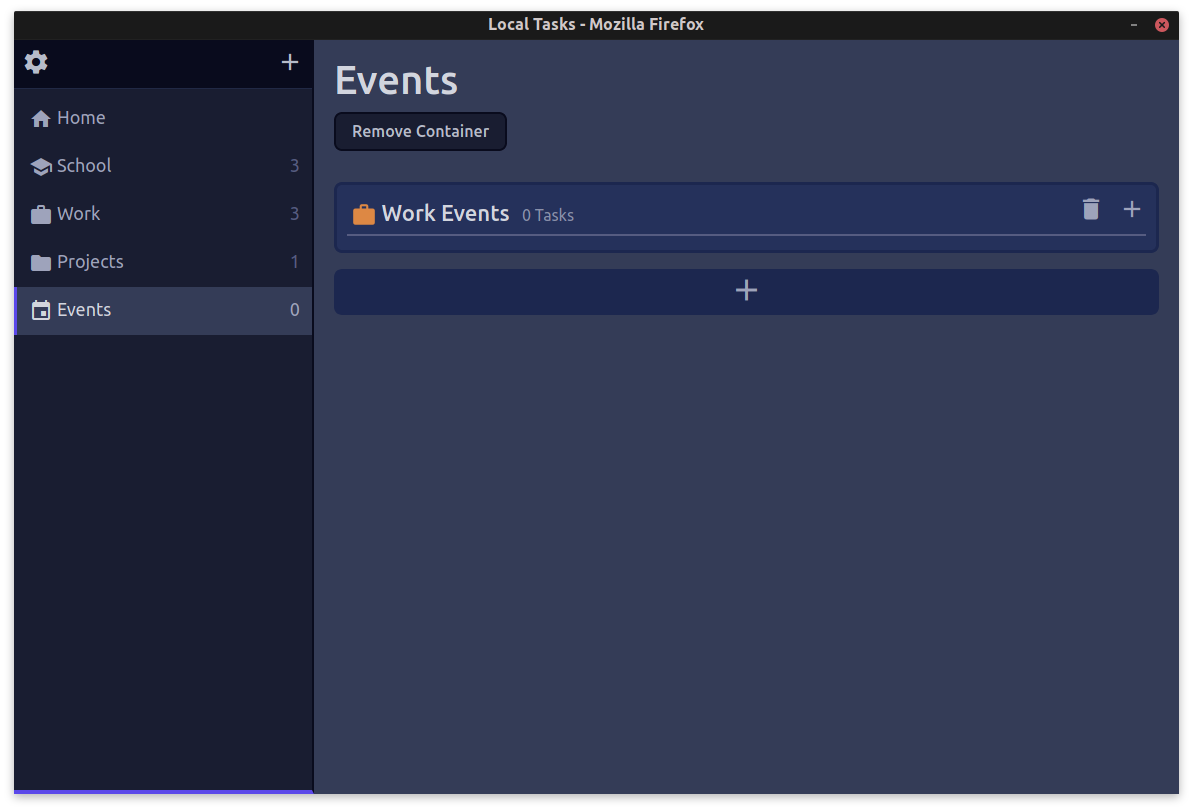 Local Tasks - Mozilla Firefox
Home
School 3
Work 3
Projects 1
Events 0
Events
Remove Container
Work Events 0 Tasks